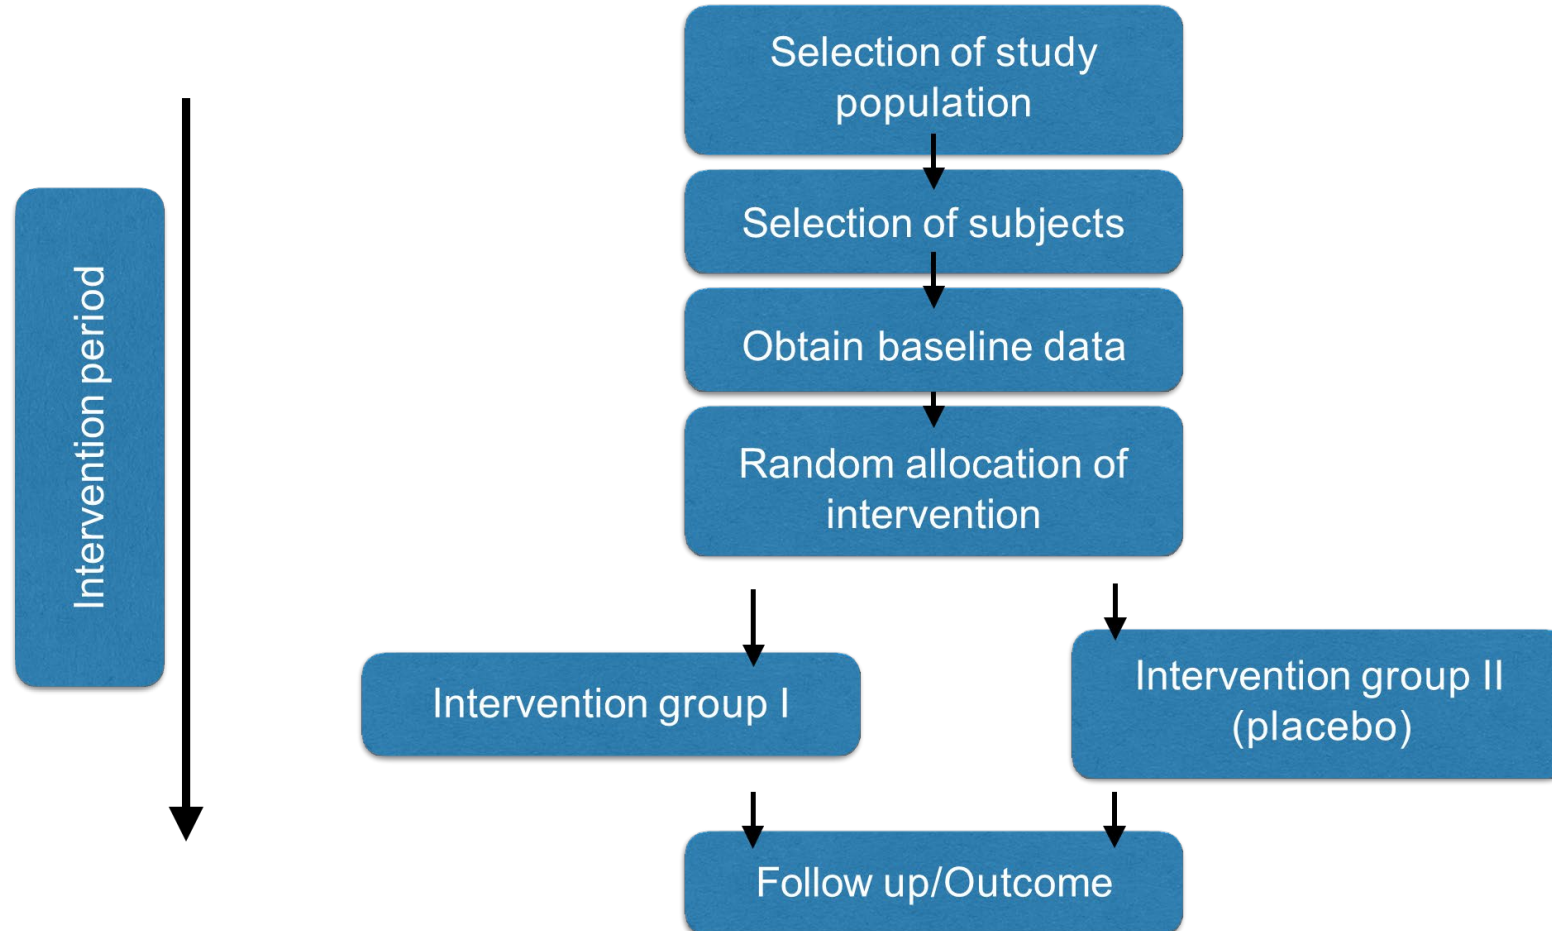 Selection of study
population
Selection of subjects
Obtain baseline data
Random allocation of
intervention
Intervention period
Intervention group I
Intervention group II
(placebo)
Follow up/Outcome